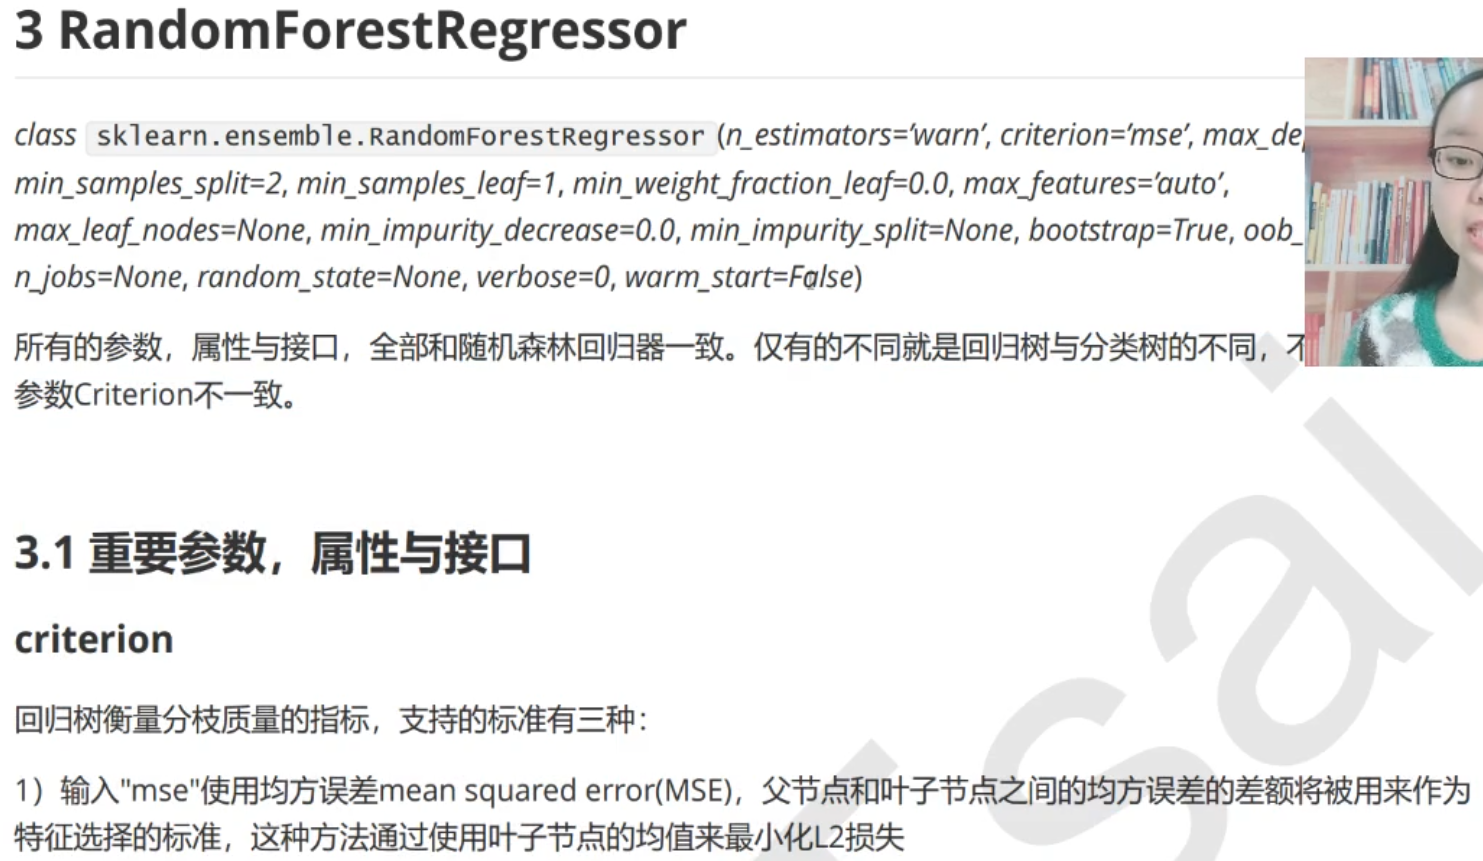 3 RandomForestRegressor
class sklearn.ensemble.RandomForestRegressor (n_estimators=’warn’, criterion=’mse’, max_de
min_samples_split=2, min_samples_leaf=1, min_weight_fraction_leaf=0.0, max_features=’auto’,
max_leaf_nodes=None, min_impurity_decrease=0.0, min_impurity_split=None, bootstrap=True, oob_
n_jobs=None, random_state=None, verbose=0, warm_start=False)
所有的参数，属性与接口，全部和随机森林回归器一致。仅有的不同就是回归树与分类树的不同，不
参数Criterion不一致。
3.1 重要参数，属性与接口
criterion
回归树衡量分枝质量的指标，支持的标准有三种：
1）输入"mse"使用均方误差mean squared error(MSE)，父节点和叶子节点之间的均方误差的差额将被用来作为
特征选择的标准，这种方法通过使用叶子节点的均值来最小化L2损失